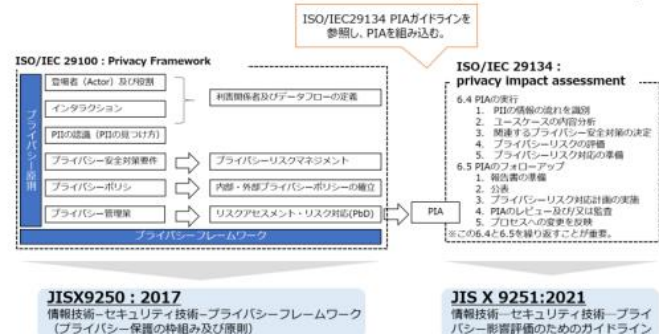 ISO/IEC29134 PIAガイドラインを
参照し、PIAを組み込む。
ISO/IEC 29100 : Privacy Framework
プライバシー原則
登場者（Actor）及び役割
インタラクション
利害関係者及びデータフローの定義
PIIの認識（PIIの見つけ方）
プライバシー安全対策要件
プライバシーリスクマネジメント
プライバシーポリシ
内部・外部プライバシーポリシーの確立
プライバシー管理策
リスクアセスメント・リスク対応(PbD)
プライバシーフレームワーク
PIA
ISO/IEC 29134 :
privacy impact assessment
6.4 PIAの実行
1. PIIの情報の流れを識別
2. ユースケースの内容分析
3. 関連するプライバシー安全対策の決定
4. プライバシーリスクの評価
5. プライバシーリスク対応の準備
6.5 PIAのフォローアップ
1. 報告書の準備
2. 公表
3. プライバシーリスク対応計画の実施
4. PIAのレビュー及び/又は監査
5. プロセスへの変更を反映
※この6.4と6.5を繰り返すことが重要。
JISX9250 : 2017
情報技術–セキュリティ技術–プライバシーフレームワーク
（プライバシー保護の枠組み及び原則）
JIS X 9251:2021
情報技術―セキュリティ技術―プライ
バシー影響評価のためのガイドライン